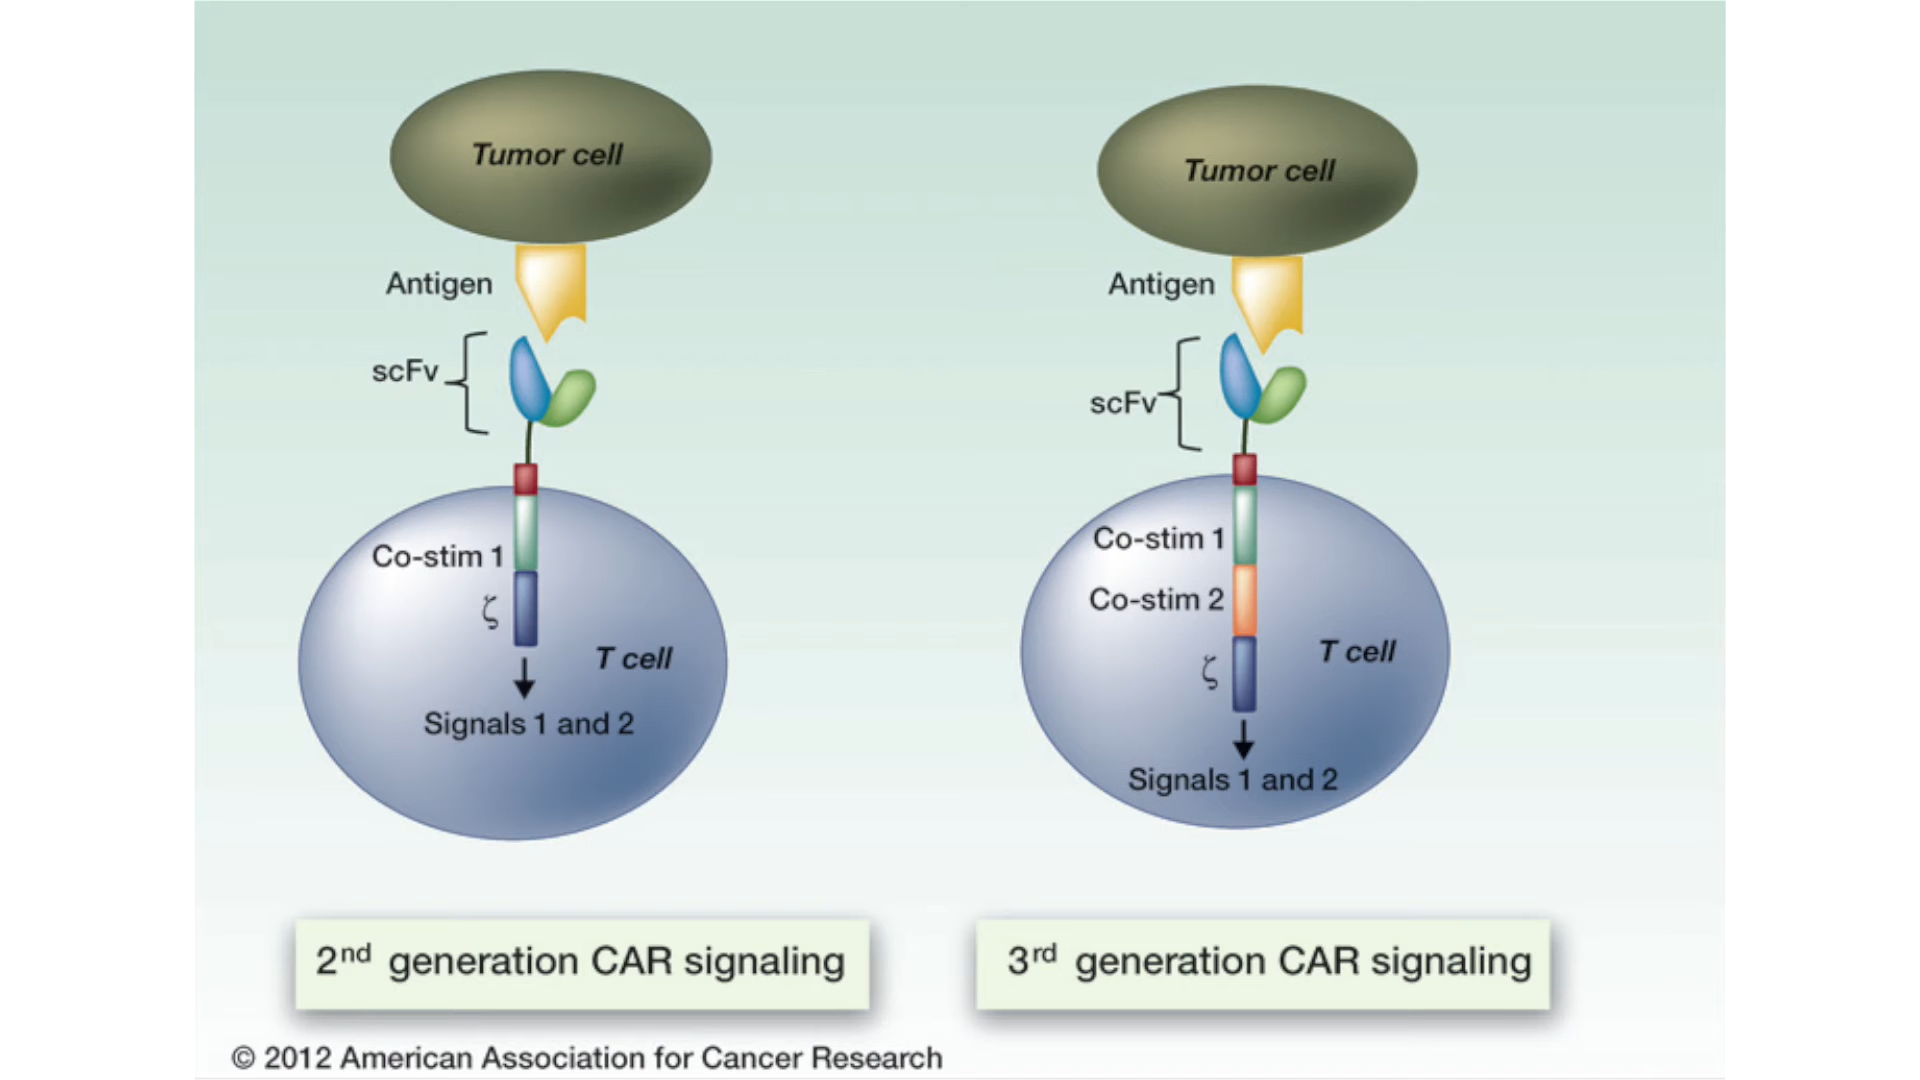 Tumor cell
Antigen
scFv
Co-stim 1
ζ
T cell
Signals 1 and 2
2nd generation CAR signaling
Tumor cell
Antigen
scFv
Co-stim 1
Co-stim 2
ζ
T cell
Signals 1 and 2
3rd generation CAR signaling
© 2012 American Association for Cancer Research